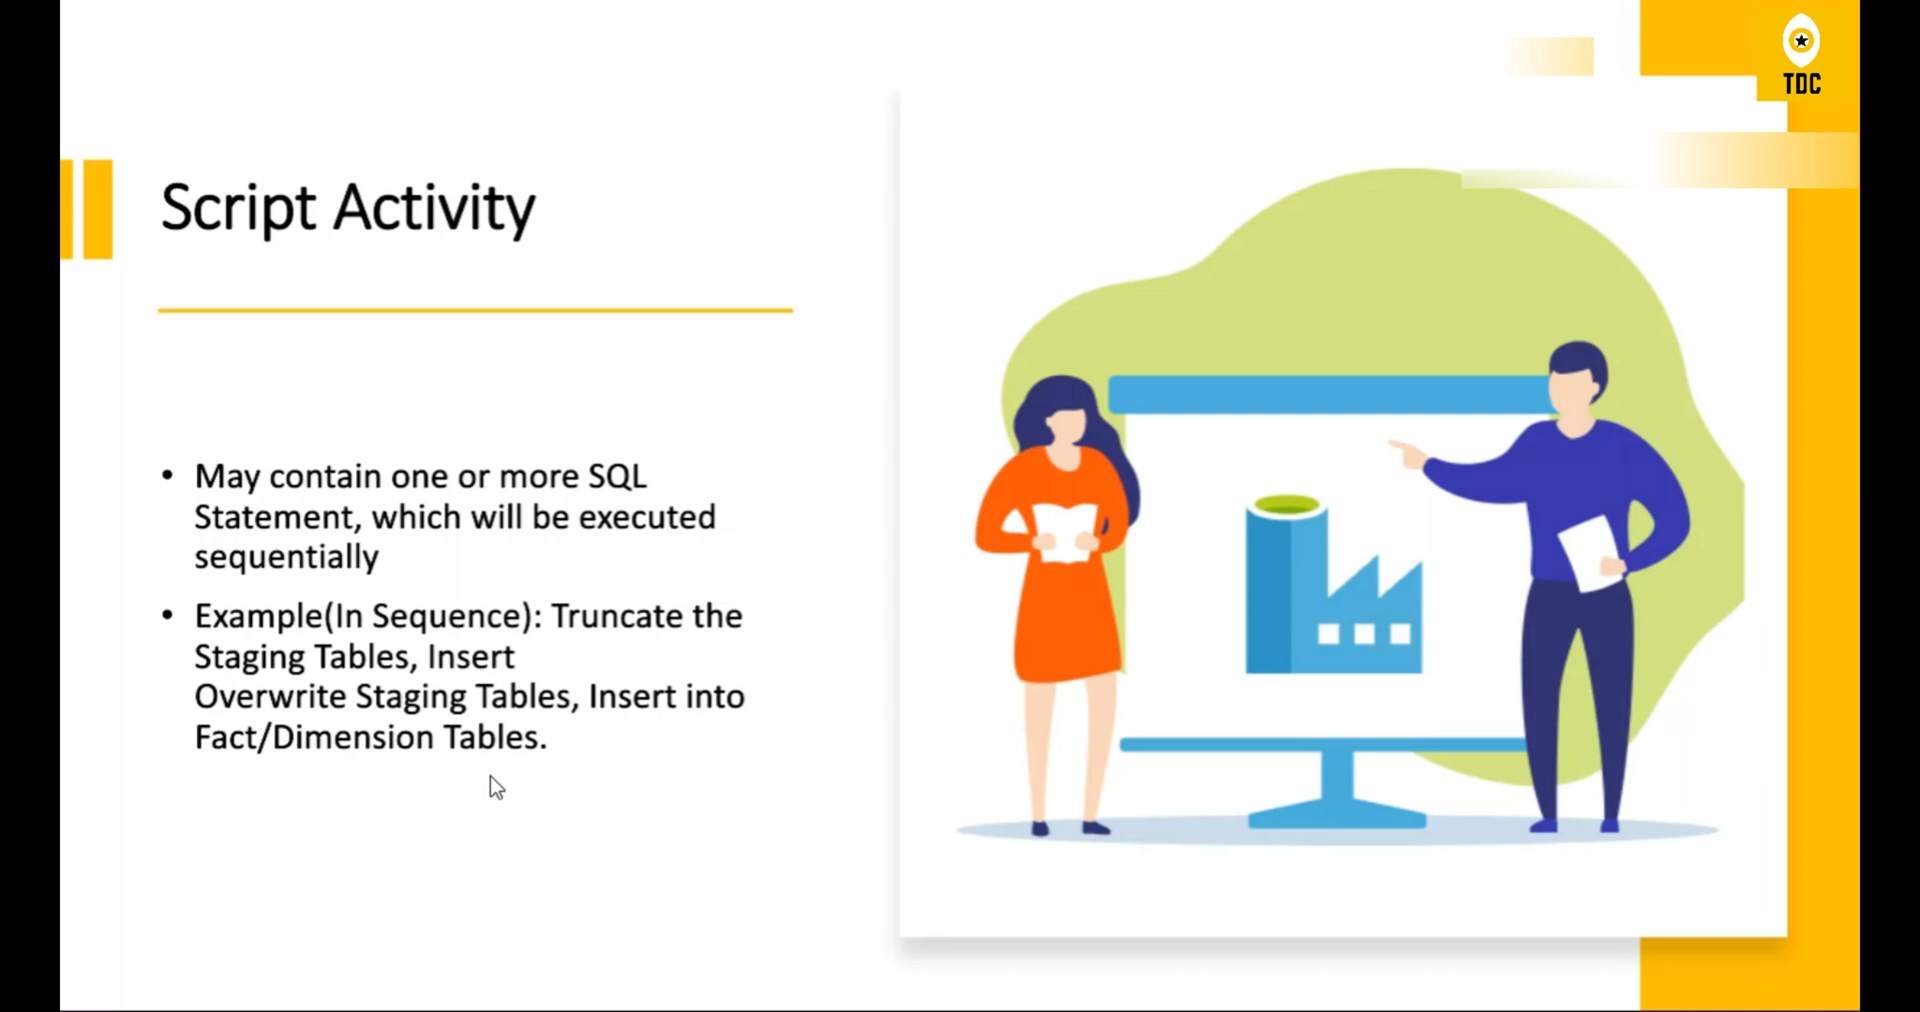 TDC
Script Activity
• May contain one or more SQL
Statement, which will be executed
sequentially
• Example(In Sequence): Truncate the
Staging Tables, Insert
Overwrite Staging Tables, Insert into
Fact/Dimension Tables.